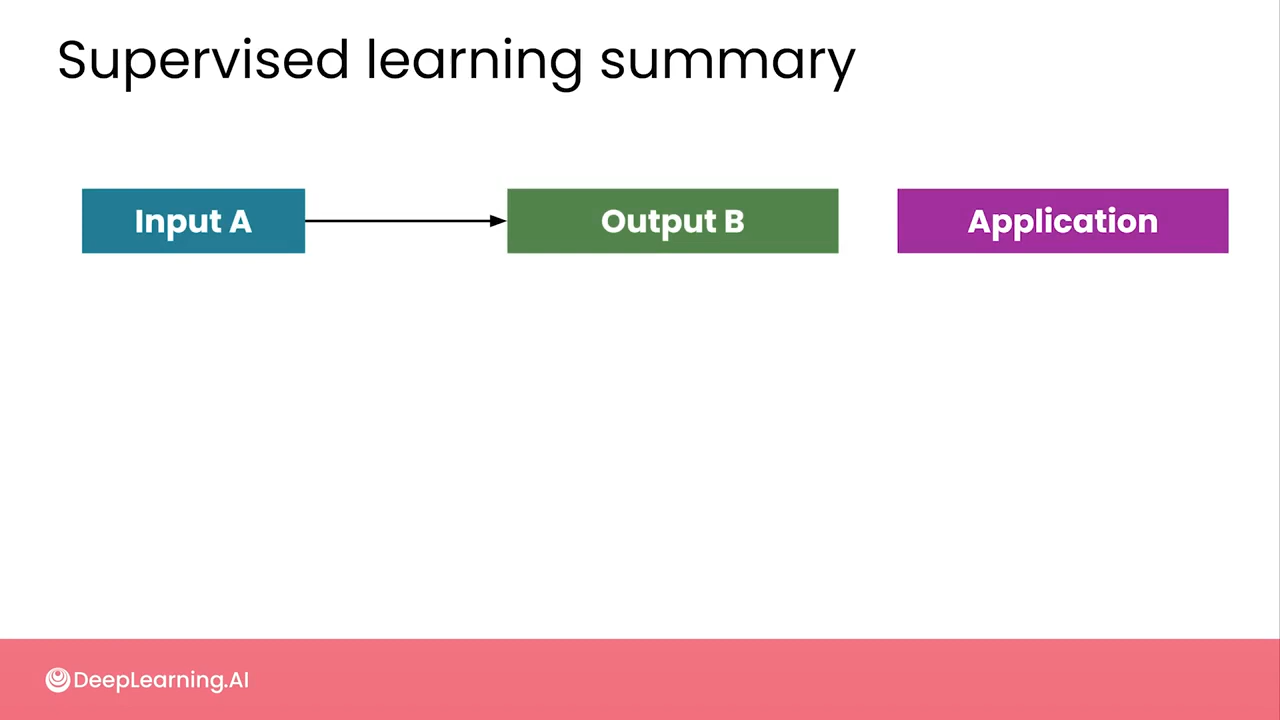 Supervised learning summary
Input A
Output B
Application
DeepLearning.AI